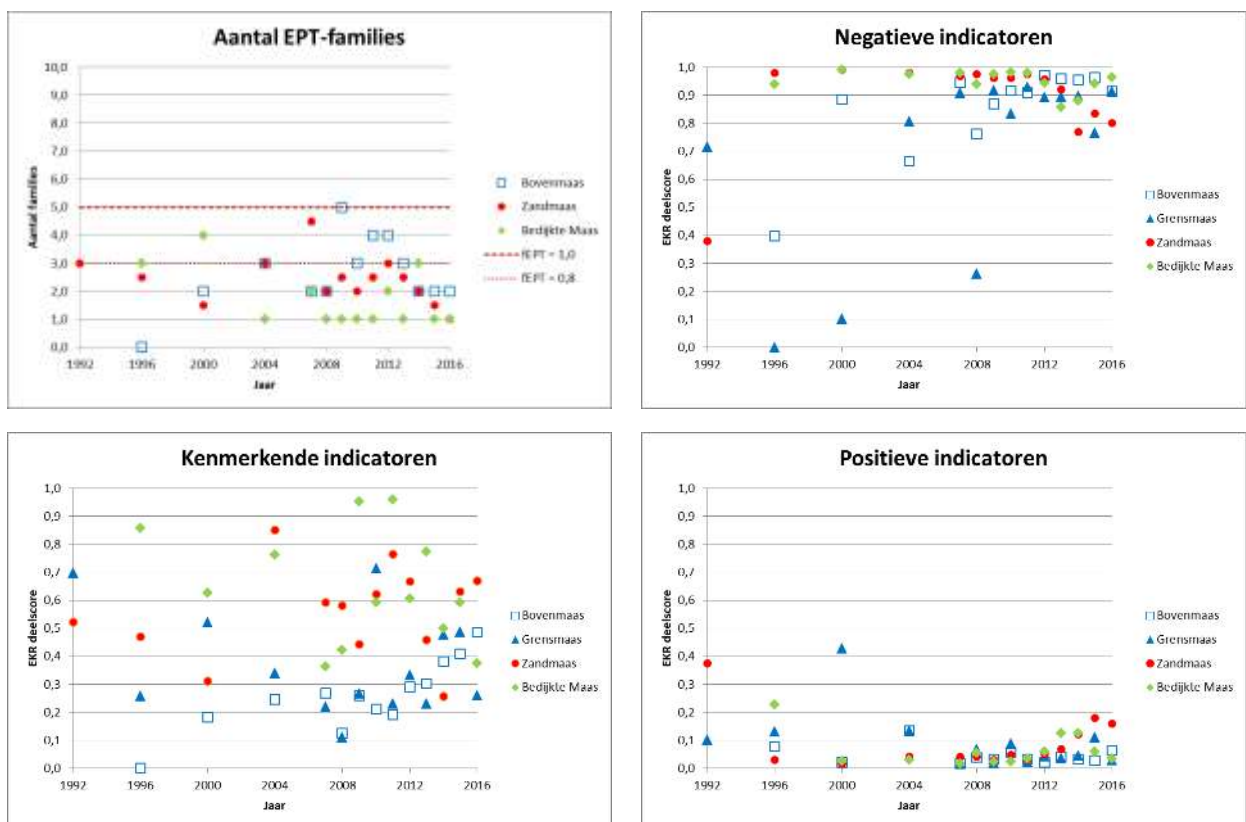 Aantal EPT-families
10,0
9,0
8,0
7,0
6,0
5,0
4,0
3,0
2,0
1,0
0,0
Aantal families
1992 1996 2000 2004 2008 2012 2016
Jaar
Bovenmaas
Zandmaas
Bedijkte Maas
fEPT = 1,0
fEPT = 0,8
Negatieve indicatoren
1,0
0,9
0,8
0,7
0,6
0,5
0,4
0,3
0,2
0,1
0,0
EKR deelscore
1992 1996 2000 2004 2008 2012 2016
Jaar
Bovenmaas
Grensmaas
Zandmaas
Bedijkte Maas
Kenmerkende indicatoren
1,0
0,9
0,8
0,7
0,6
0,5
0,4
0,3
0,2
0,1
0,0
EKR deelscore
1992 1996 2000 2004 2008 2012 2016
Jaar
Bovenmaas
Grensmaas
Zandmaas
Bedijkte Maas
Positieve indicatoren
1,0
0,9
0,8
0,7
0,6
0,5
0,4
0,3
0,2
0,1
0,0
EKR deelscore
1992 1996 2000 2004 2008 2012 2016
Jaar
Bovenmaas
Grensmaas
Zandmaas
Bedijkte Maas